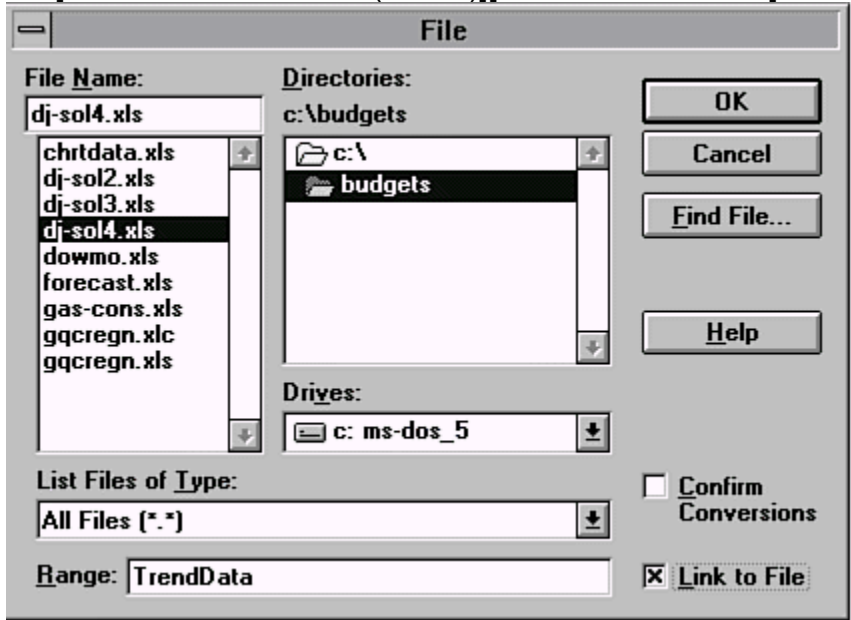 File
File Name:
dj-sol4.xls
chrtdata.xls
dj-sol2.xls
dj-sol3.xls
dj-sol4.xls
dowmo.xls
forecast.xls
gas-cons.xls
gqcregn.xlc
gqcregn.xls
Directories:
c:\budgets
c:\
budgets
Drives:
c: ms-dos_5
OK
Cancel
Find File...
Help
List Files of Type:
All Files (*.*)
Confirm
Conversions
Range: TrendData
Link to File